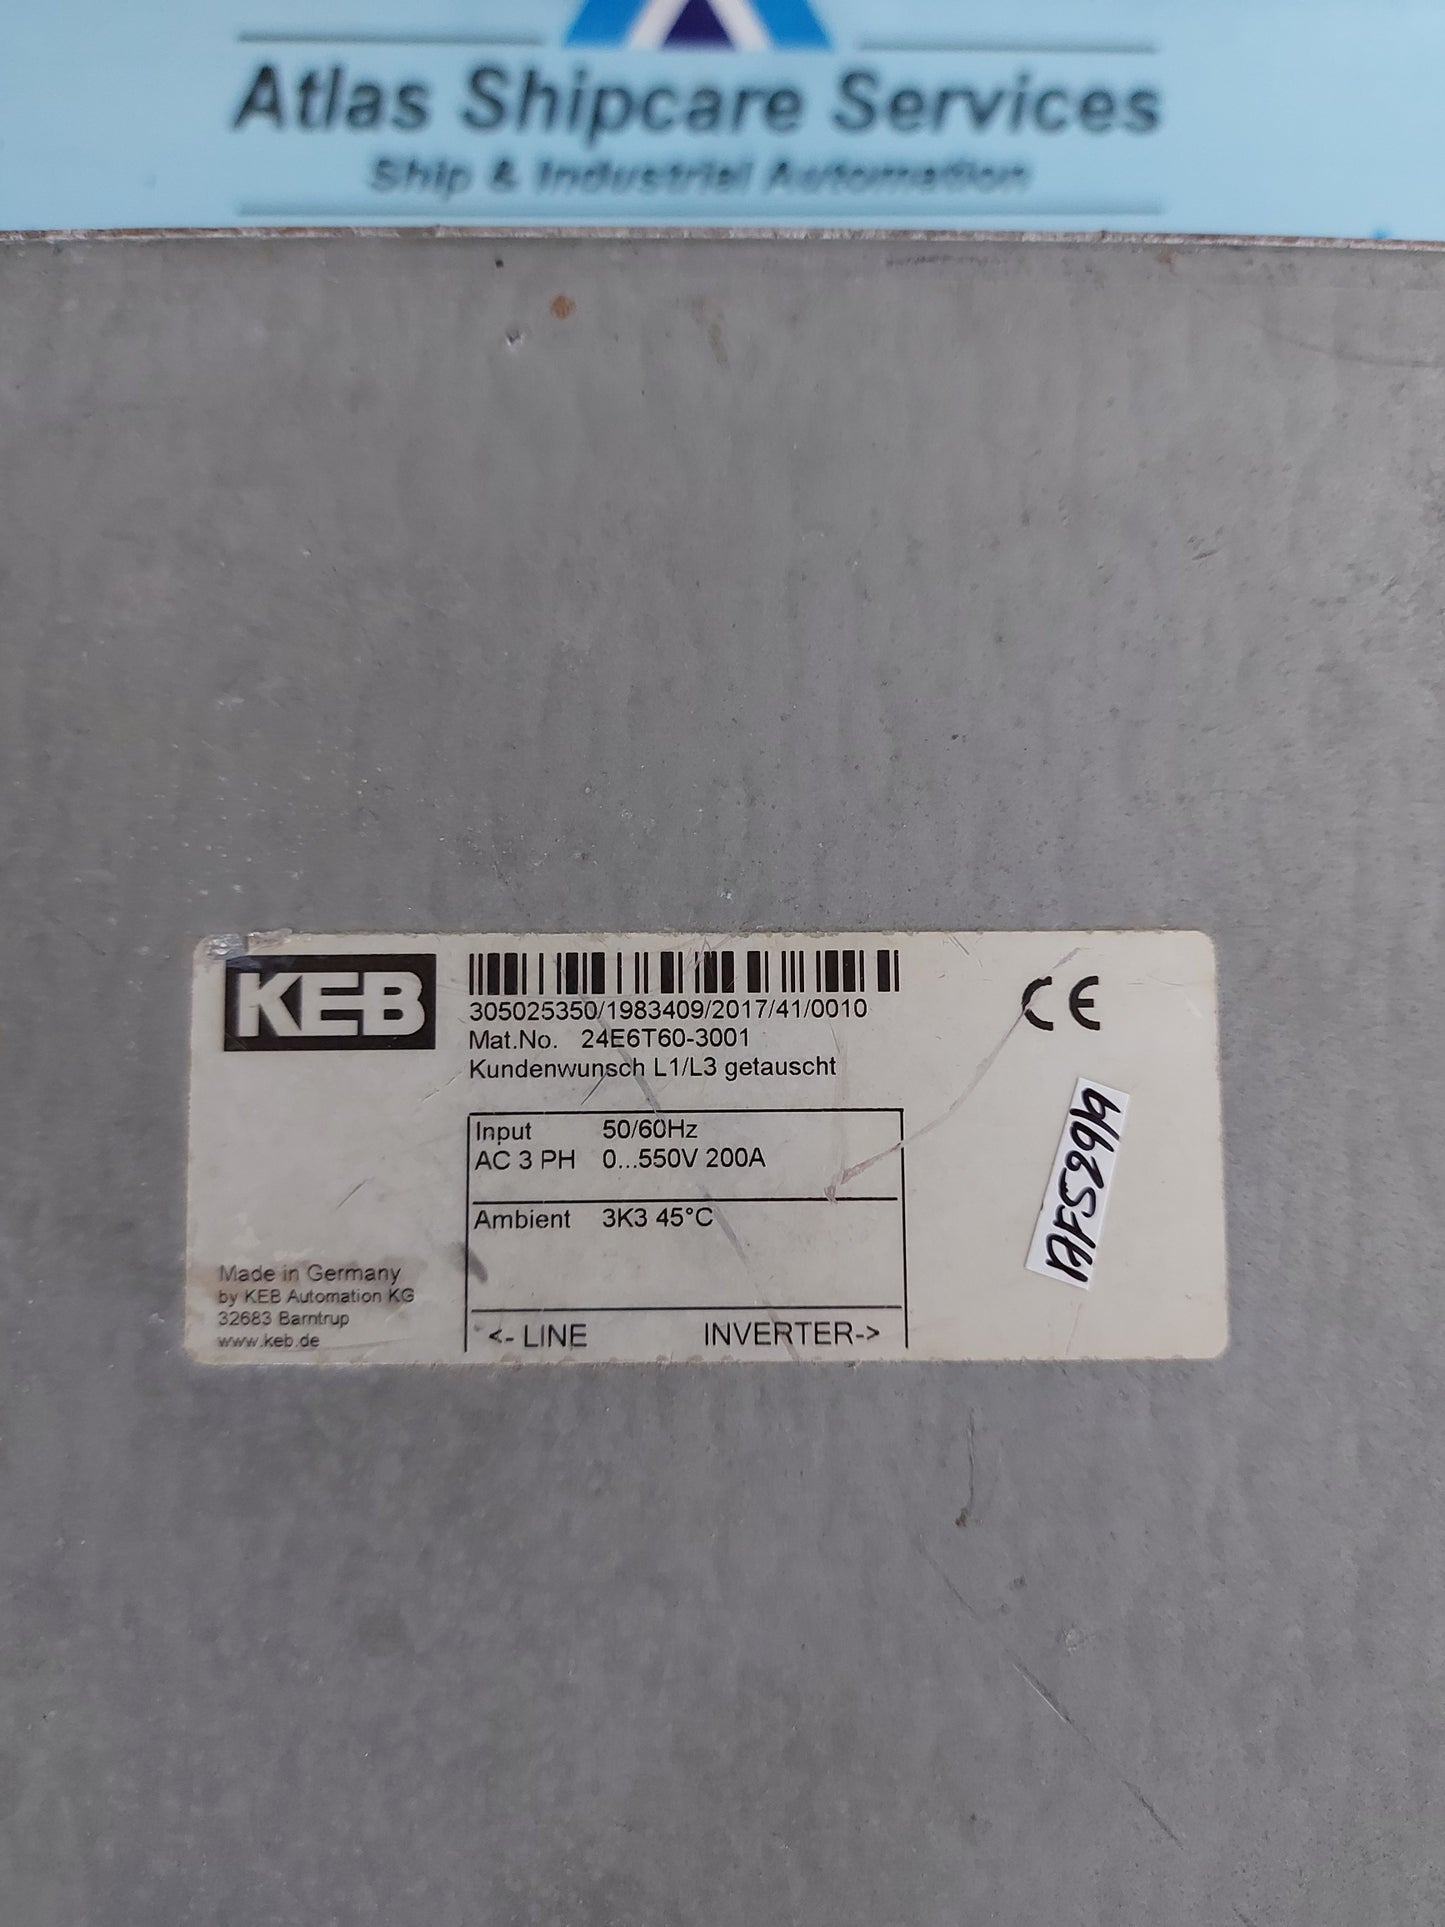 Atlas Shipcare Services
Ship & Industrial Automation
KEB
305025350/1983409/2017/41/0010
Mat.No. 24E6T60-3001
Kundenwunsch L1/L3 getauscht
CE
Input 50/60Hz
AC 3 PH 0...550V 200A
Ambient 3K3 45°C
<- LINE INVERTER->
Made in Germany
by KEB Automation KG
32683 Barntrup
www.keb.de